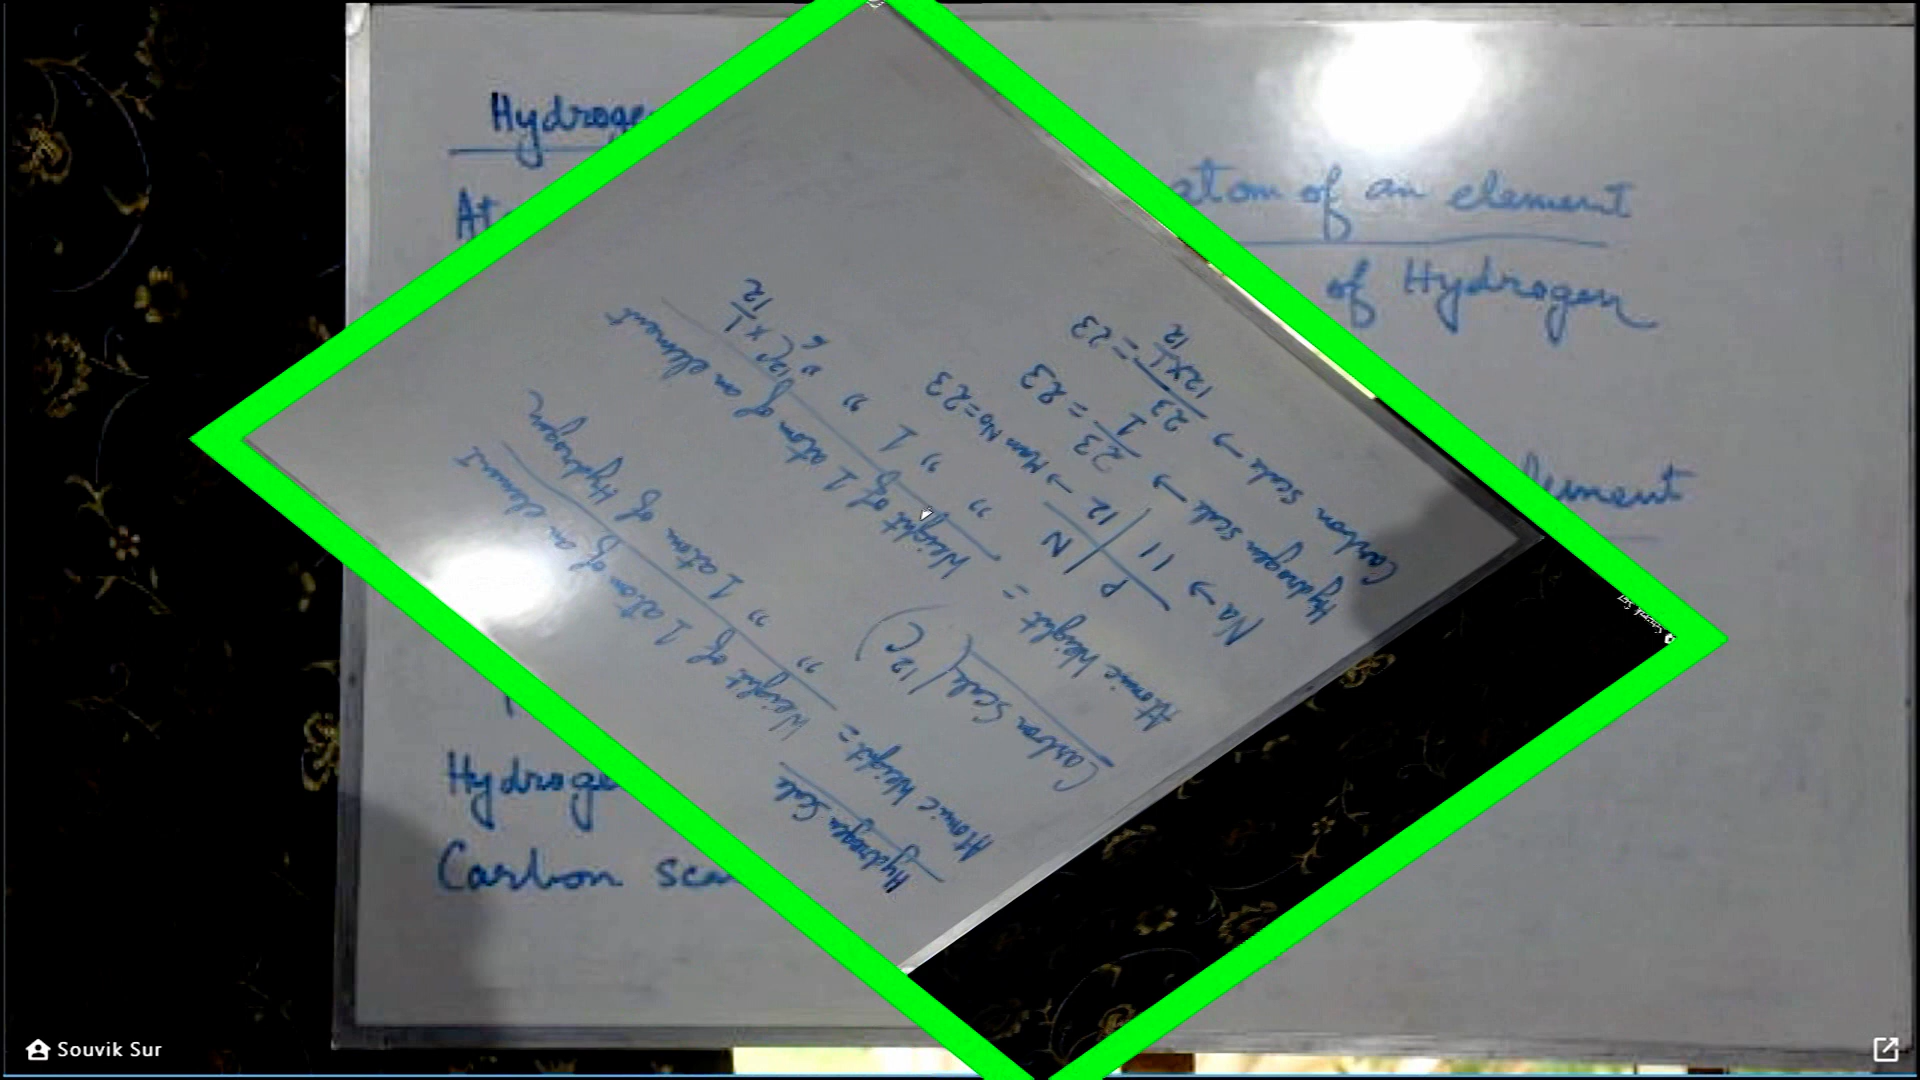 Hydroge
At
atom of an element
of Hydrogen
lement
Hydroge
Carbon sca
Hydrogen Scale
Atomic Weight = Weight of 1 atom of an element
" " 1 atom of Hydrogen
Carbon Scale (12C)
Atomic Weight = Weight of 1 atom of an element
" " 1 " " 12 6C × 1/12
P | N
Na → 11 | 12 → Mass No = 23
Hydrogen scale → 23/1 = 23
Carbon scale → 23/12×1/12 = 23
Souvik Sur